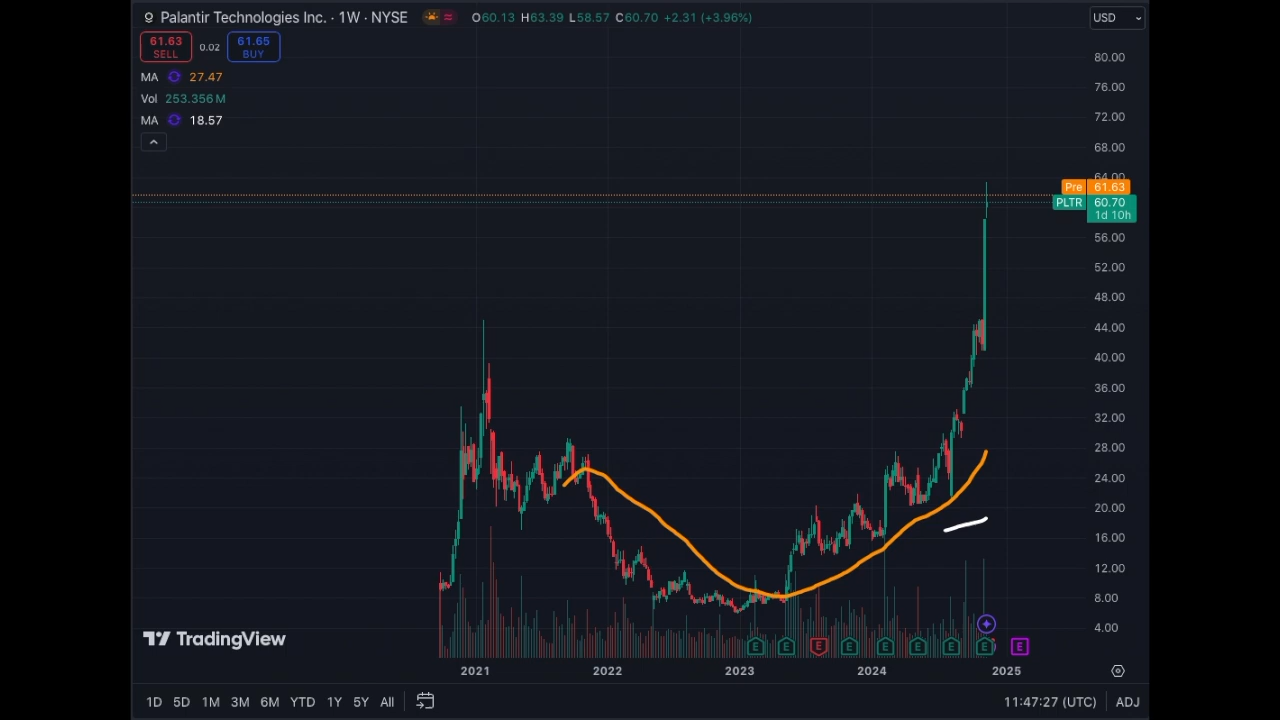 Palantir Technologies Inc. · 1W · NYSE O60.13 H63.39 L58.57 C60.70 +2.31 (+3.96%) USD
61.63 SELL 0.02 61.65 BUY
MA 27.47
Vol 253.356 M
MA 18.57
80.00
76.00
72.00
68.00
64.00
Pre 61.63
PLTR 60.70
1d 10h
56.00
52.00
48.00
44.00
40.00
36.00
32.00
28.00
24.00
20.00
16.00
12.00
8.00
4.00
TradingView
E E E E E E E E E
2021 2022 2023 2024 2025
1D 5D 1M 3M 6M YTD 1Y 5Y All 11:47:27 (UTC) ADJ